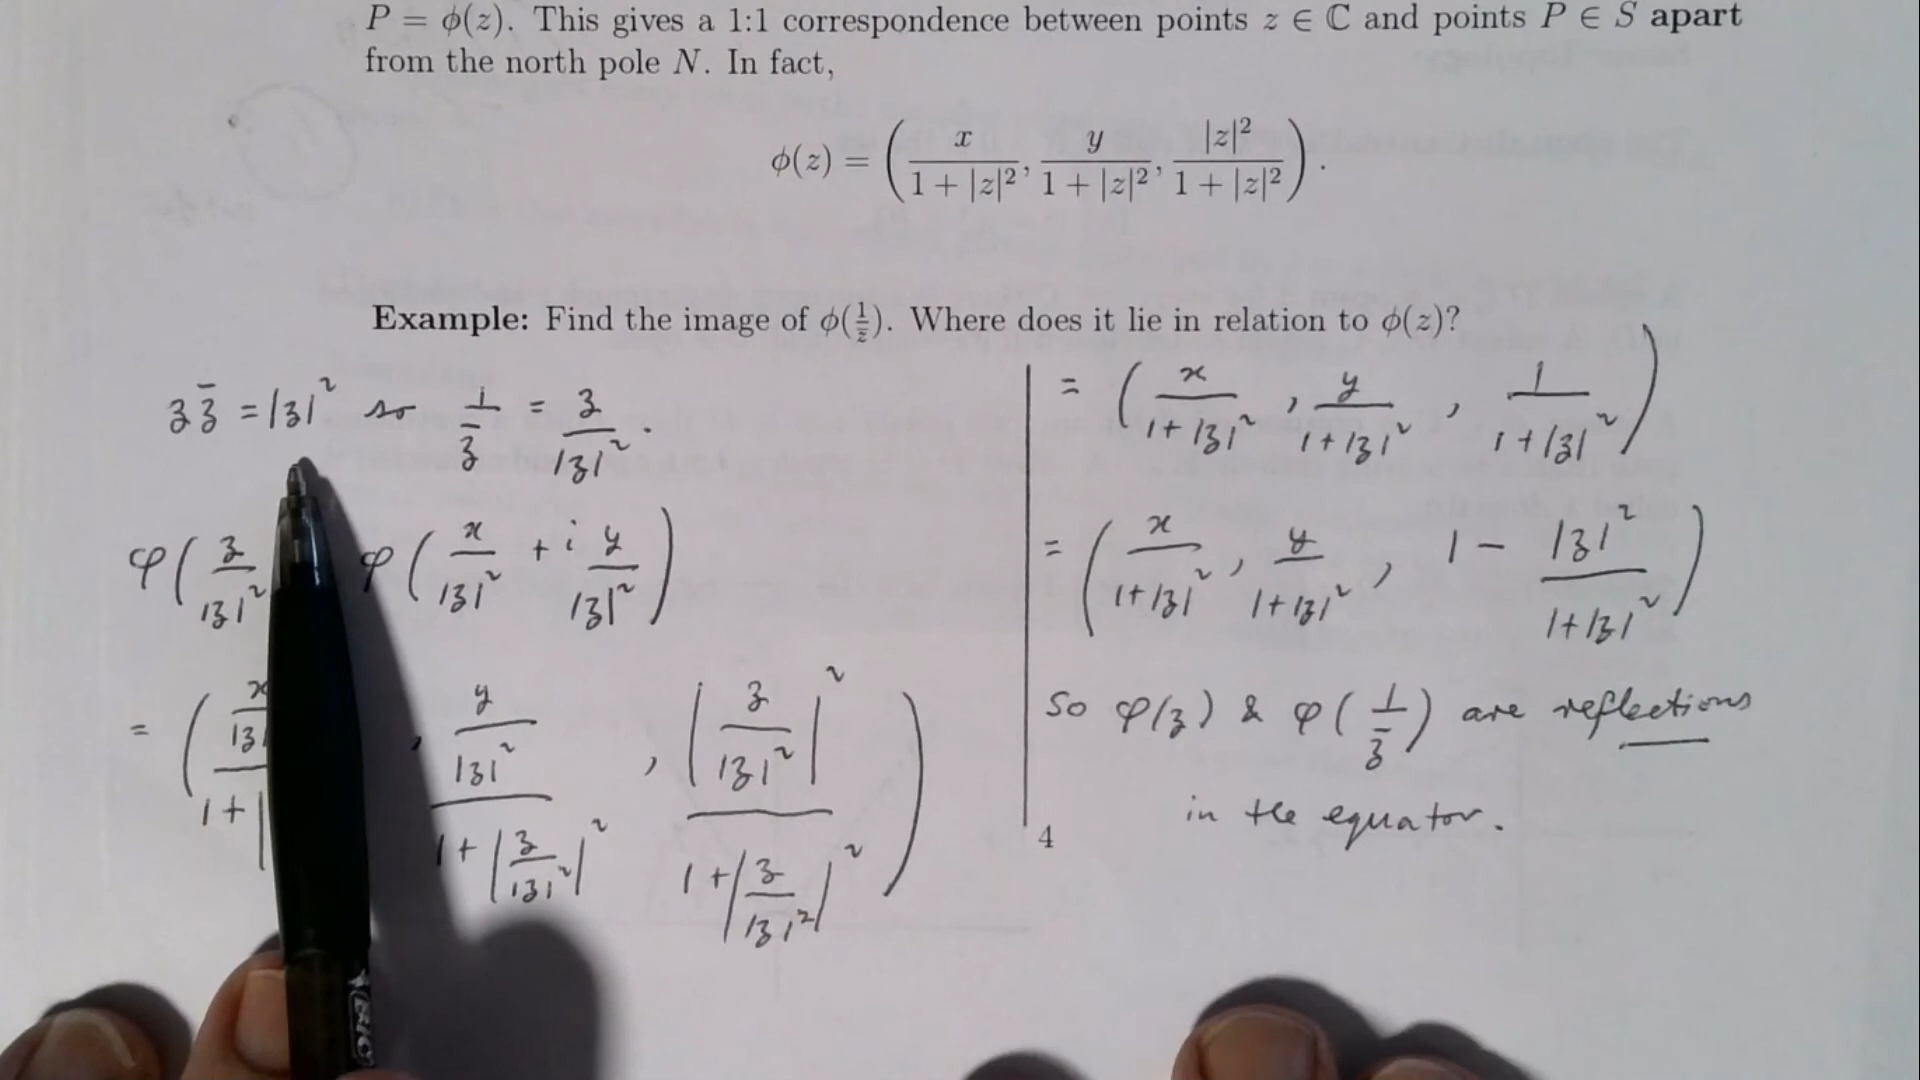 P = ϕ(z). This gives a 1:1 correspondence between points z ∈ ℂ and points P ∈ S apart
from the north pole N. In fact,
ϕ(z) = ( x/(1 + |z|²), y/(1 + |z|²), |z|²/(1 + |z|²) ).
Example: Find the image of ϕ(1/z̄). Where does it lie in relation to ϕ(z)?
z z̄ = |z|² so 1/z̄ = z/|z|².
φ( z/|z|² φ( x/|z|² + i y/|z|² )
= ( x/|z| / 1 + | , y/|z|² / 1 + |z/|z|²|² , |z/|z|²|² / 1 + |z/|z|²|² )
= ( x/(1 + |z|²), y/(1 + |z|²), 1/(1 + |z|²) )
= ( x/(1 + |z|²), y/(1 + |z|²), 1 − |z|²/(1 + |z|²) )
so φ(z) & φ(1/z̄) are reflections
in the equator.
4
BIC